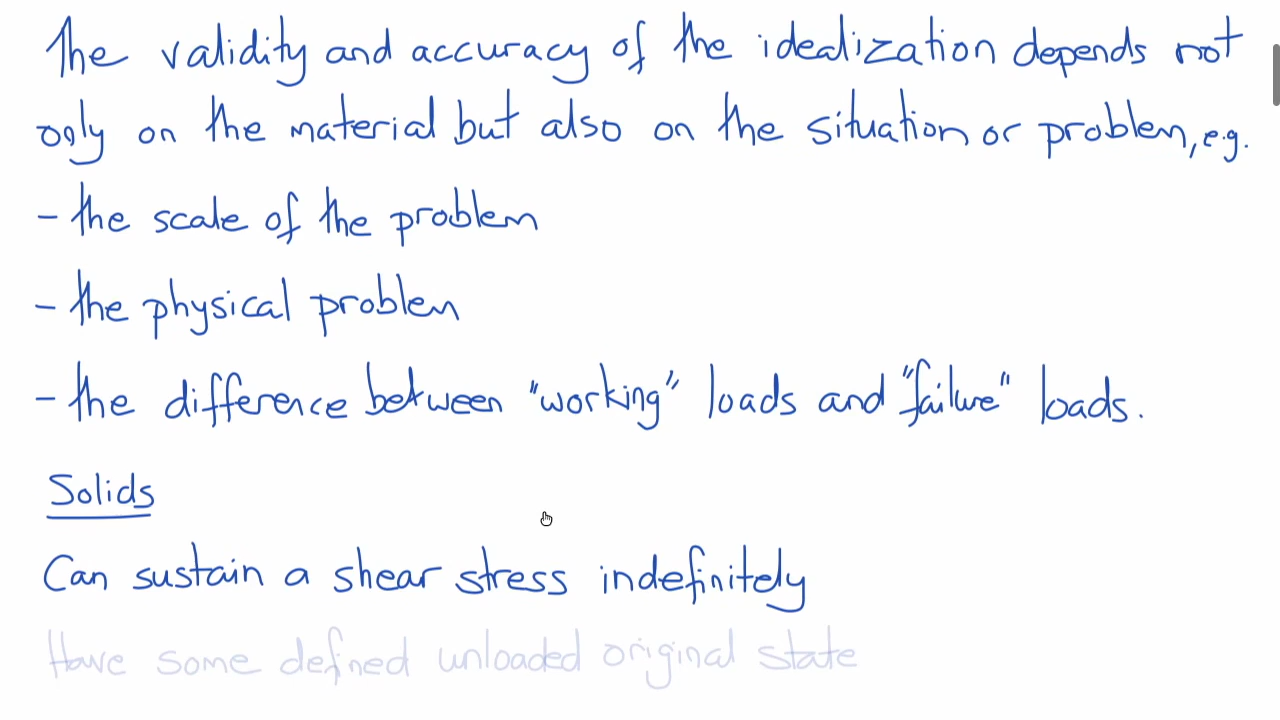 The validity and accuracy of the idealization depends not
only on the material but also on the situation or problem, e.g.
- the scale of the problem
- the physical problem
- the difference between "working" loads and "failure" loads.
Solids
Can sustain a shear stress indefinitely
Have some defined unloaded original state